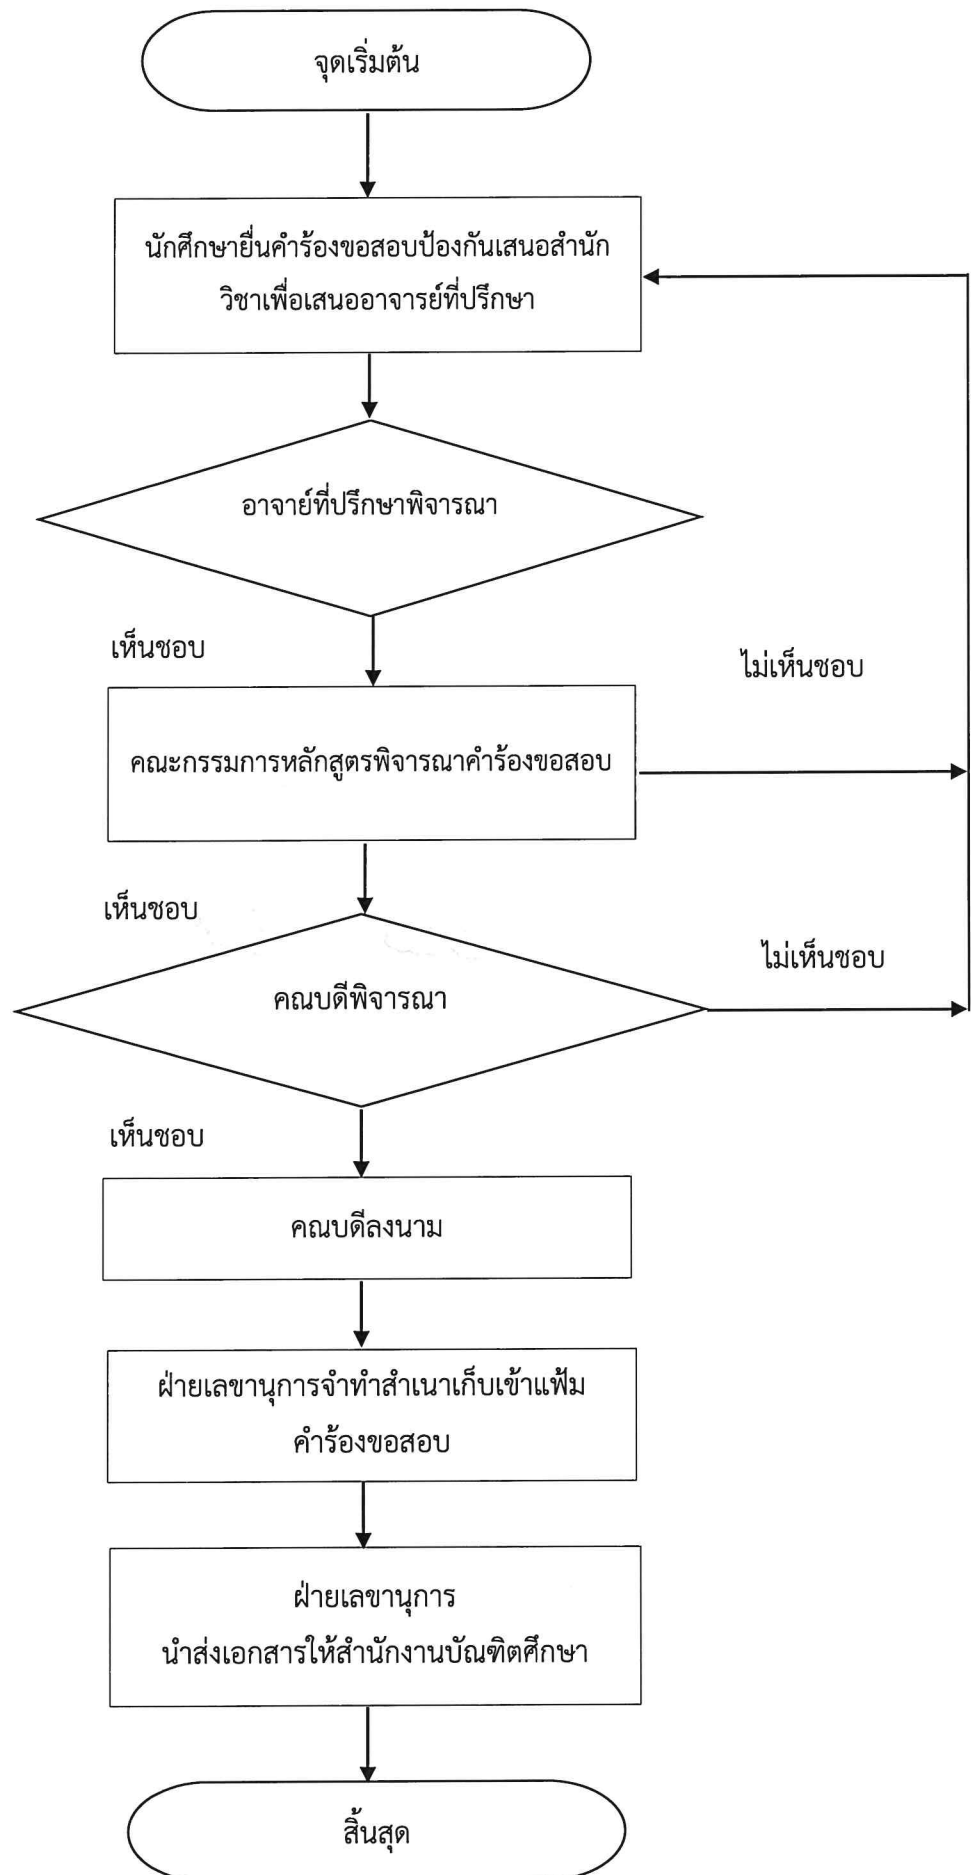 จุดเริ่มต้น
นักศึกษายื่นคำร้องขอสอบป้องกันเสนอสำนัก
วิชาเพื่อเสนออาจารย์ที่ปรึกษา
อาจาย์ที่ปรึกษาพิจารณา
เห็นชอบ
ไม่เห็นชอบ
คณะกรรมการหลักสูตรพิจารณาคำร้องขอสอบ
เห็นชอบ
ไม่เห็นชอบ
คณบดีพิจารณา
เห็นชอบ
คณบดีลงนาม
ฝ่ายเลขานุการจำทำสำเนาเก็บเข้าแฟ้ม
คำร้องขอสอบ
ฝ่ายเลขานุการ
นำส่งเอกสารให้สำนักงานบัณฑิตศึกษา
สิ้นสุด